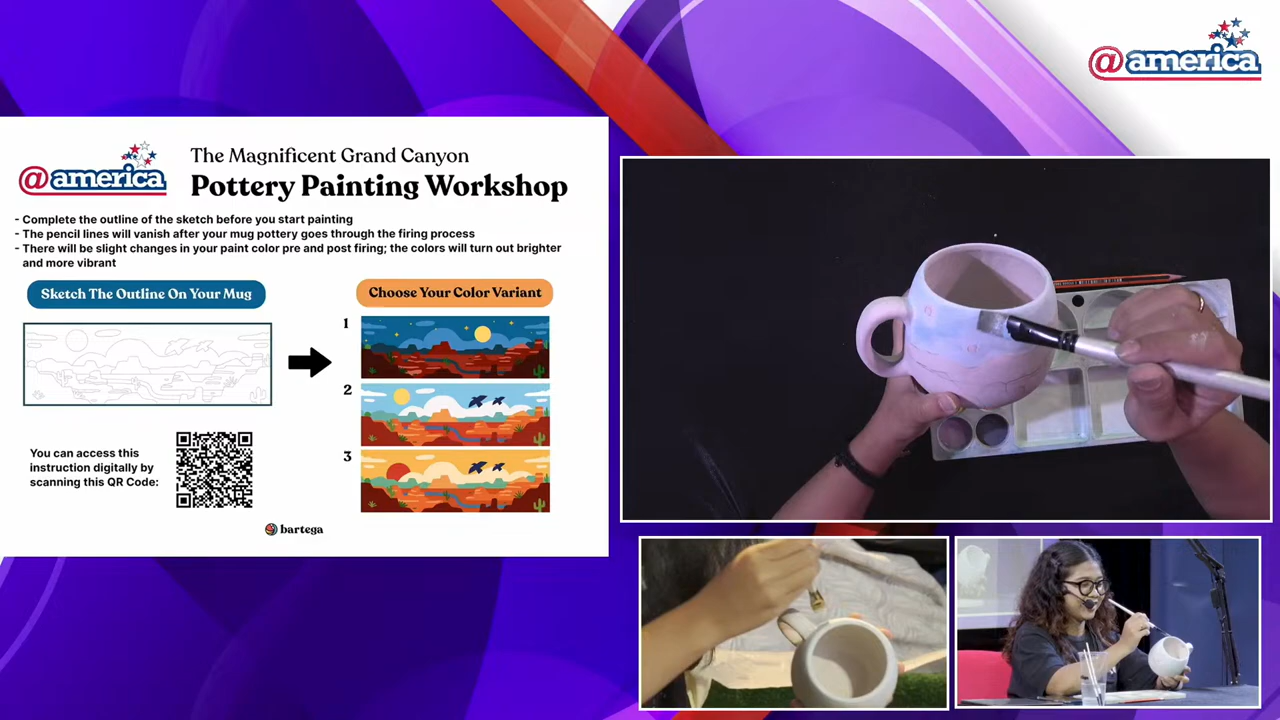 @america
@america
The Magnificent Grand Canyon
Pottery Painting Workshop
- Complete the outline of the sketch before you start painting
- The pencil lines will vanish after your mug pottery goes through the firing process
- There will be slight changes in your paint color pre and post firing; the colors will turn out brighter
and more vibrant
Sketch The Outline On Your Mug
Choose Your Color Variant
1
2
3
You can access this
instruction digitally by
scanning this QR Code:
bartega